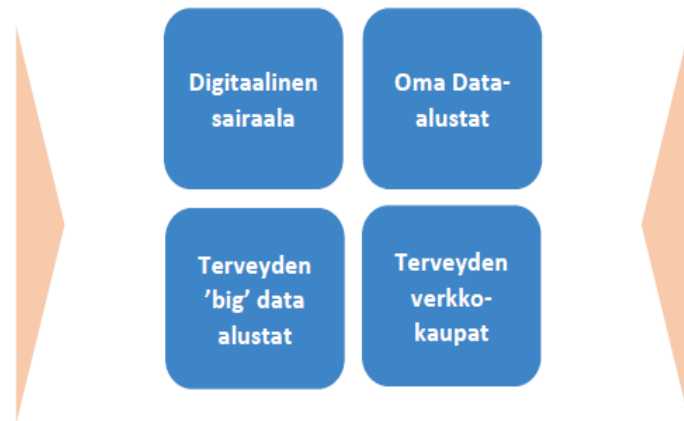 Digitaalinen
sairaala
Oma Data-
alustat
Terveyden
’big’ data
alustat
Terveyden
verkko-
kaupat